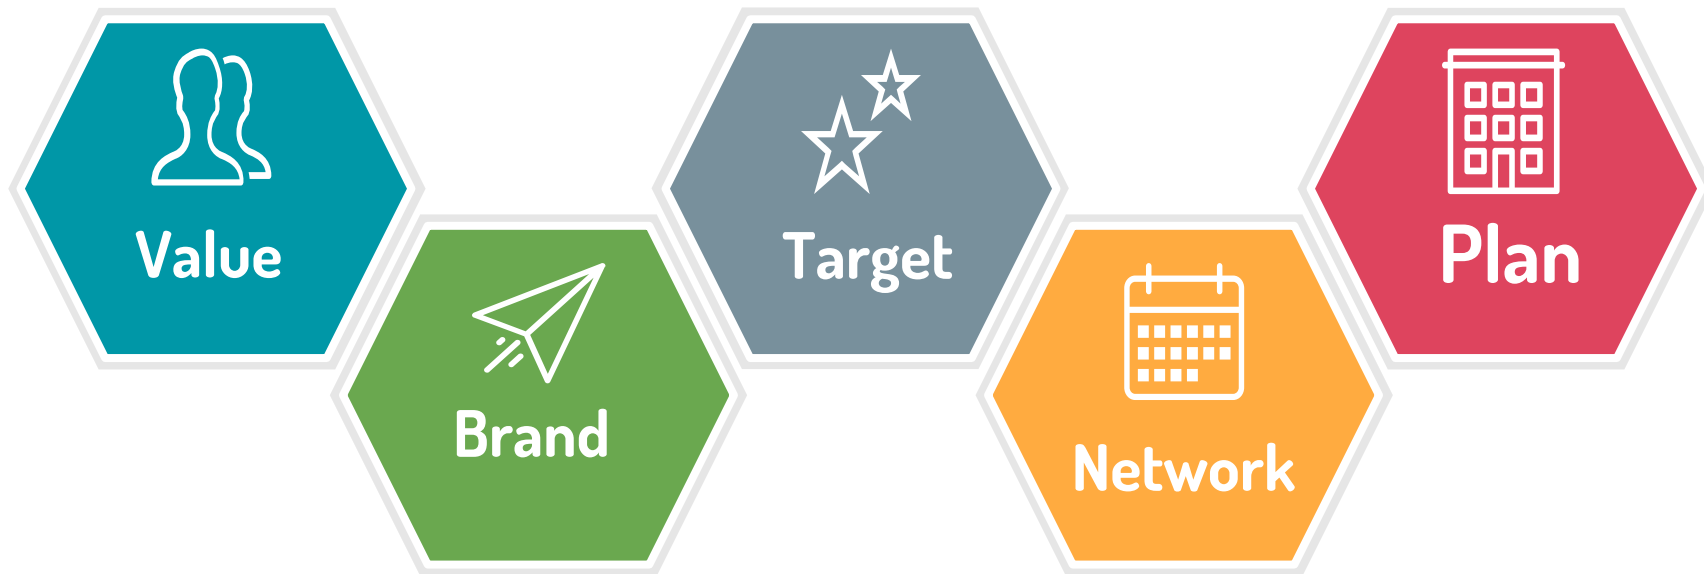 Value
Brand
Target
Network
Plan